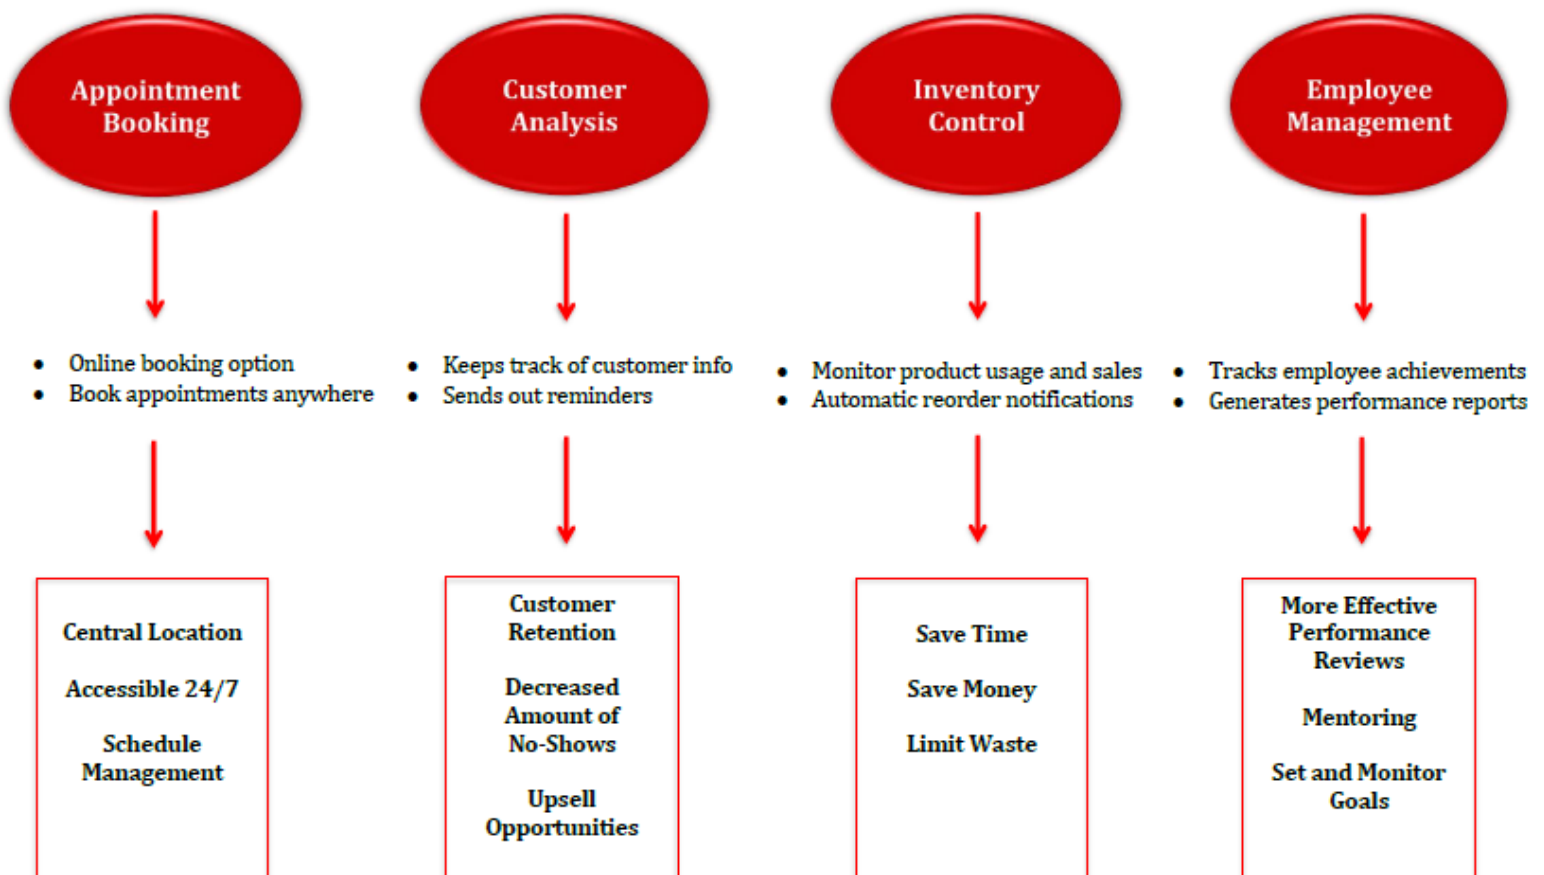 Appointment
Booking
Customer
Analysis
Inventory
Control
Employee
Management
• Online booking option
• Book appointments anywhere
• Keeps track of customer info
• Sends out reminders
• Monitor product usage and sales
• Automatic reorder notifications
• Tracks employee achievements
• Generates performance reports
Central Location
Accessible 24/7
Schedule
Management
Customer
Retention
Decreased
Amount of
No-Shows
Upsell
Opportunities
Save Time
Save Money
Limit Waste
More Effective
Performance
Reviews
Mentoring
Set and Monitor
Goals